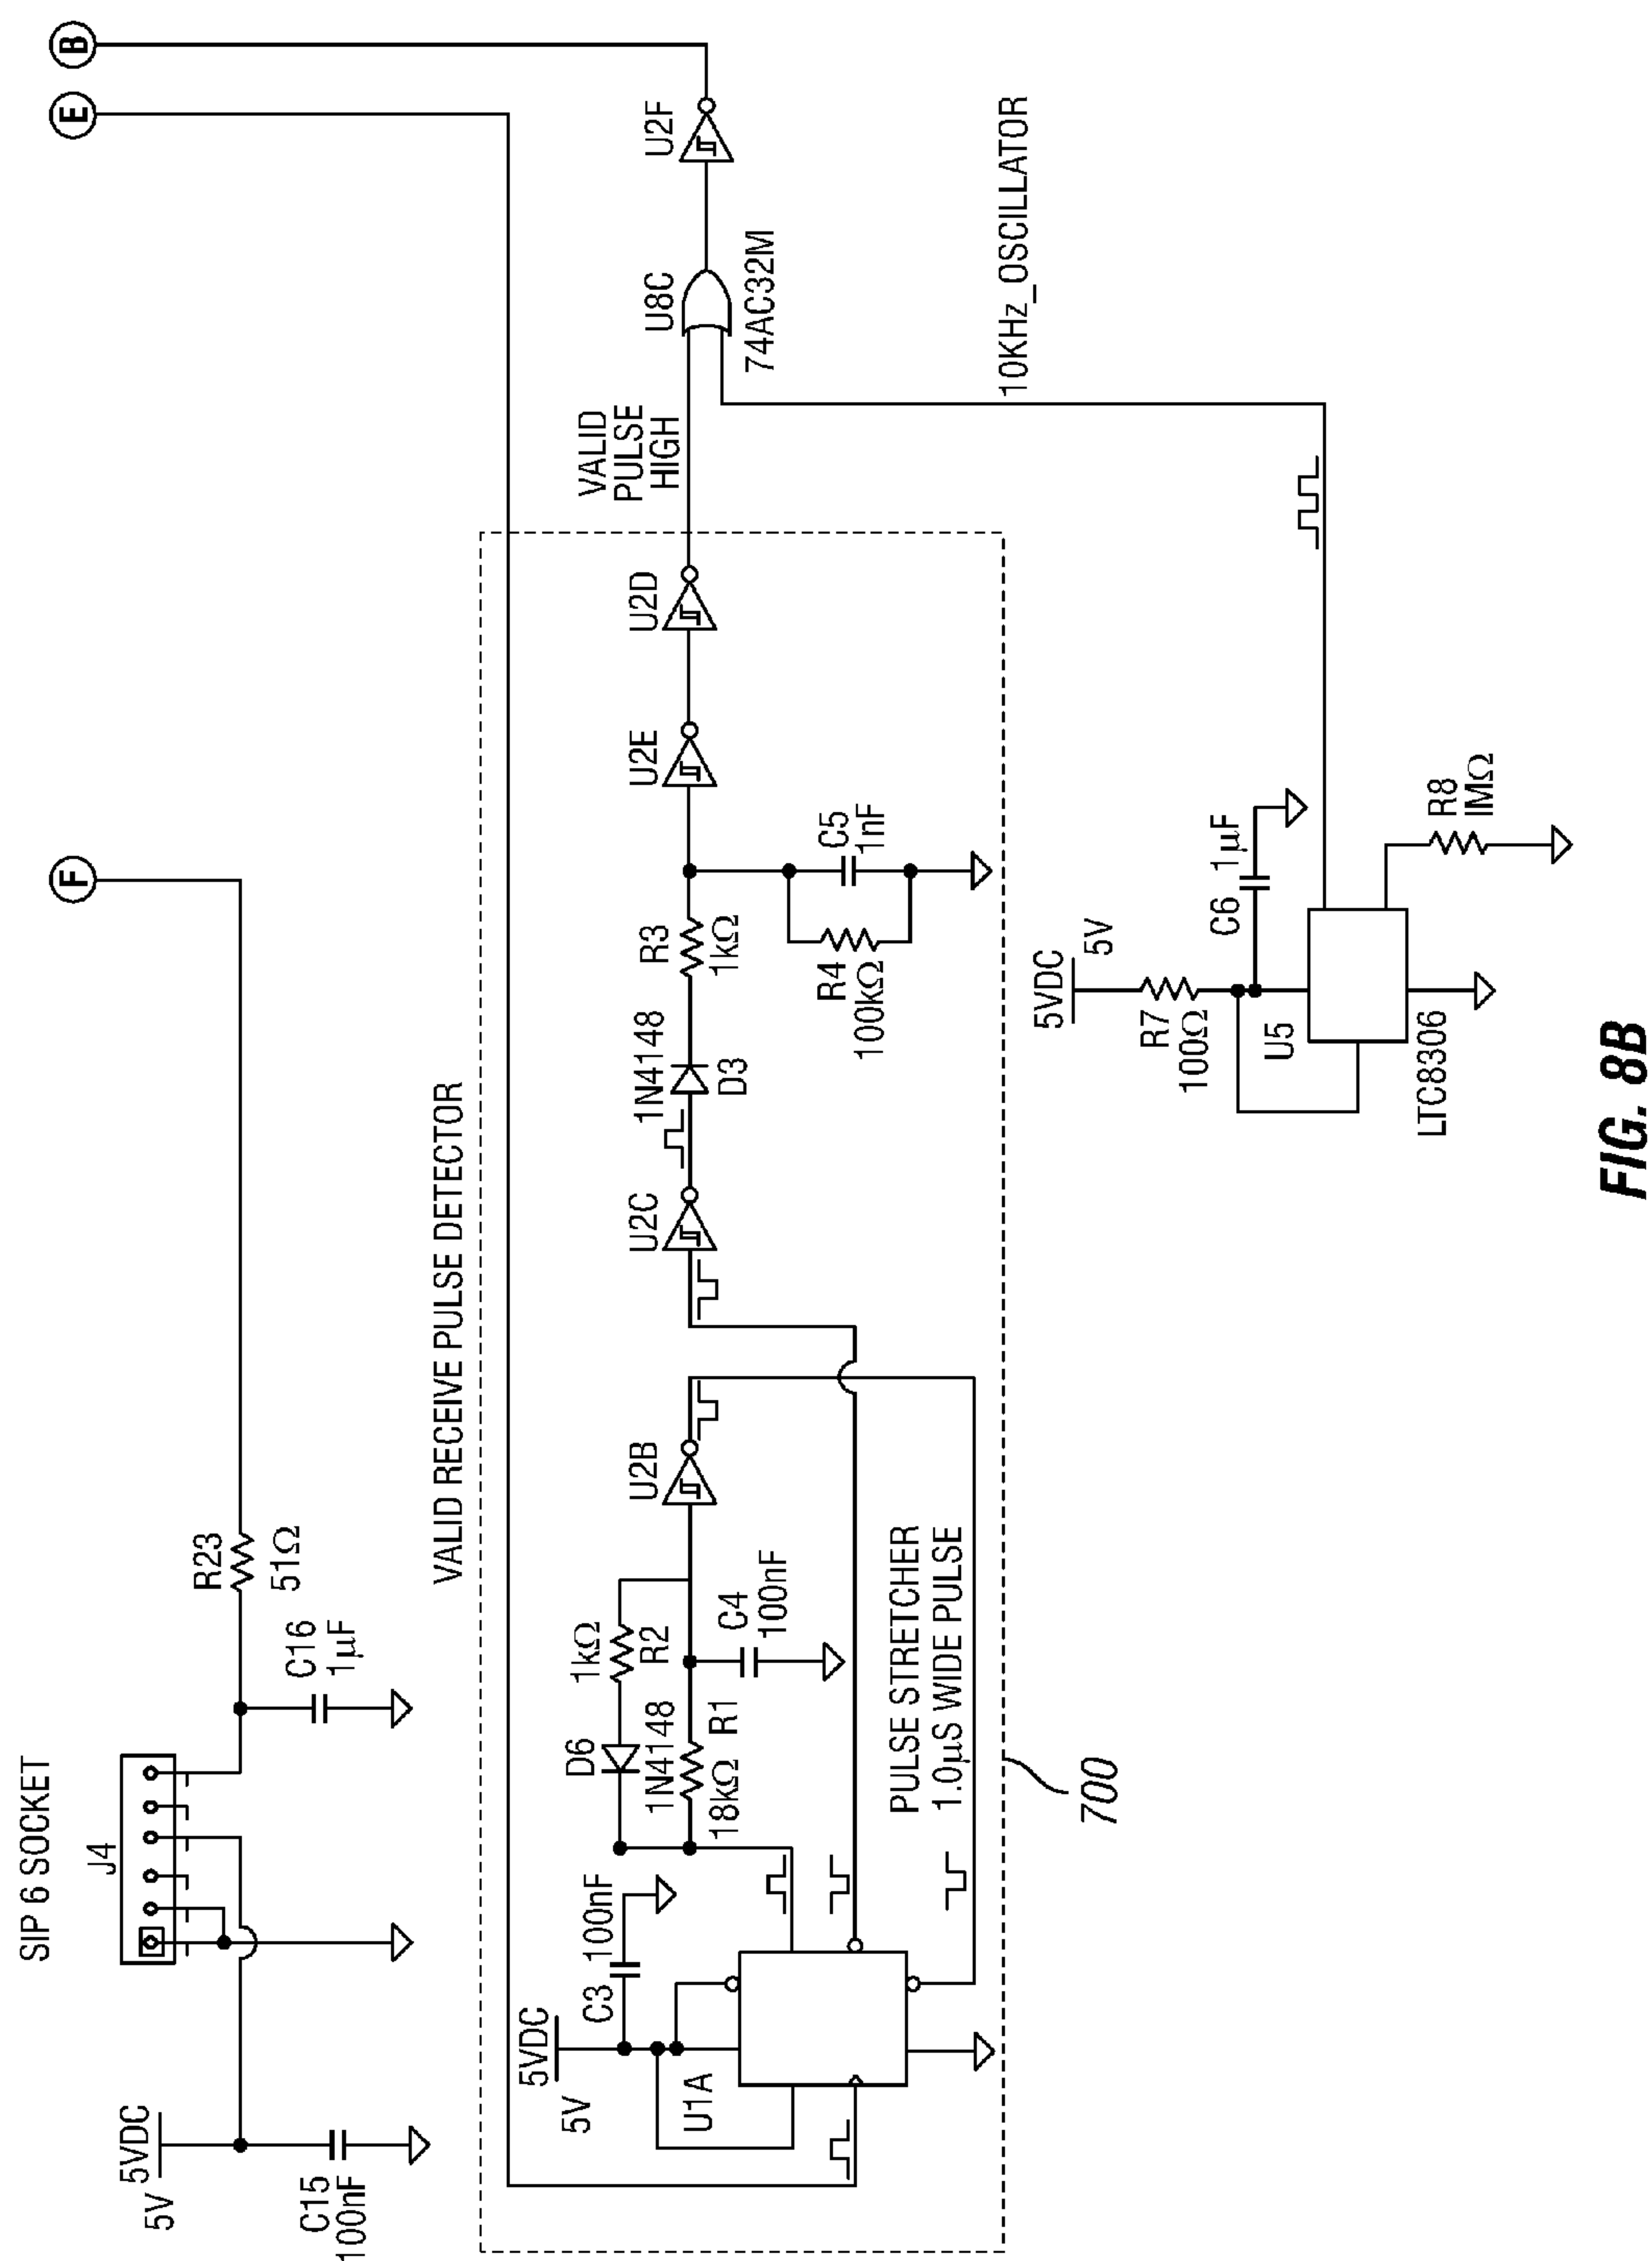 B
E
F
SIP 6 SOCKET
J4
5VDC
5V
C15
100nF
C16
1µF
R23
51Ω
VALID RECEIVE PULSE DETECTOR
5VDC
5V
C3
100nF
U1A
D6
1N4148
1kΩ
R2
18kΩ
R1
C4
100nF
U2B
PULSE STRETCHER
1.0µS WIDE PULSE
700
U2C
1N4148
D3
R3
1kΩ
R4
100kΩ
C5
1nF
U2E
U2D
VALID
PULSE
HIGH
U8C
74AC32M
U2F
10KHz_OSCILLATOR
5VDC
5V
R7
100Ω
C6
1µF
U5
LTC8306
R8
IMΩ
FIG. 8B